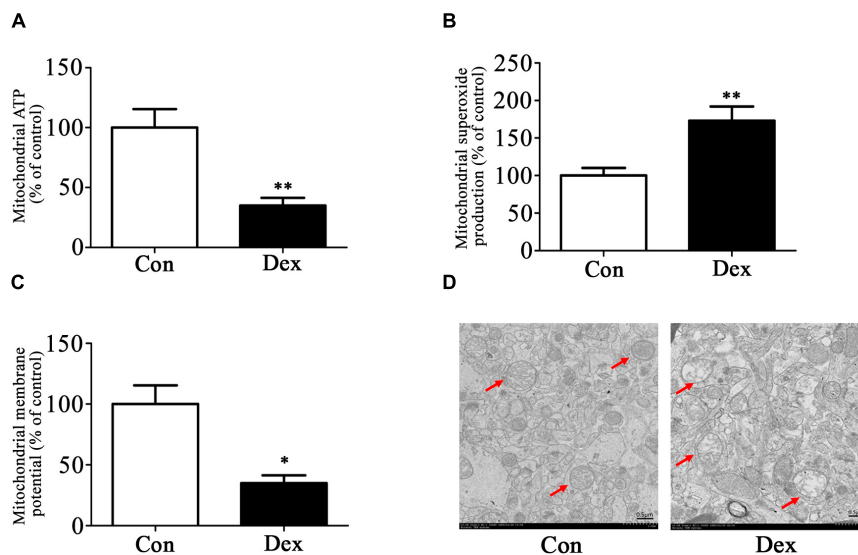 A
Mitochondrial ATP
(% of control)
150
100
50
0
**
Con
Dex
B
Mitochondrial superoxide
production (% of control)
250
200
150
100
50
0
**
Con
Dex
C
Mitochondrial membrane
potential (% of control)
150
100
50
0
*
Con
Dex
D
0.5μm
0.5μ
Con
Dex